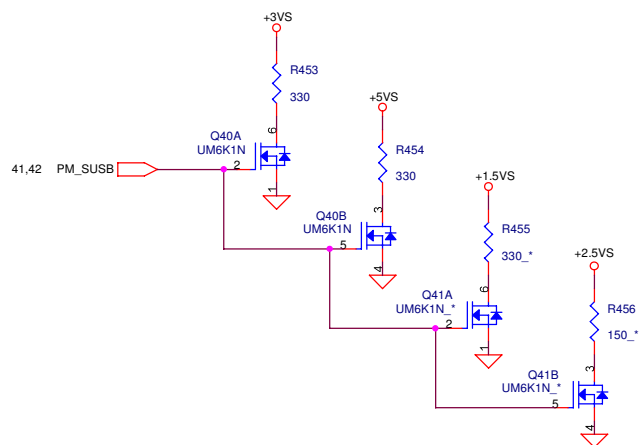 +3VS
R453
330
6
Q40A
UM6K1N
2
1
41,42 PM_SUSB
+5VS
R454
330
3
Q40B
UM6K1N
5
4
+1.5VS
R455
330_*
6
Q41A
UM6K1N_*
2
1
+2.5VS
R456
150_*
3
Q41B
UM6K1N_*
5
4